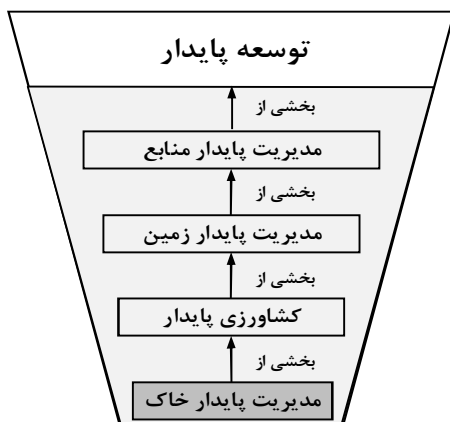 توسعه پایدار
بخشی از
مدیریت پایدار منابع
بخشی از
مدیریت پایدار زمین
بخشی از
کشاورزی پایدار
بخشی از
مدیریت پایدار خاک